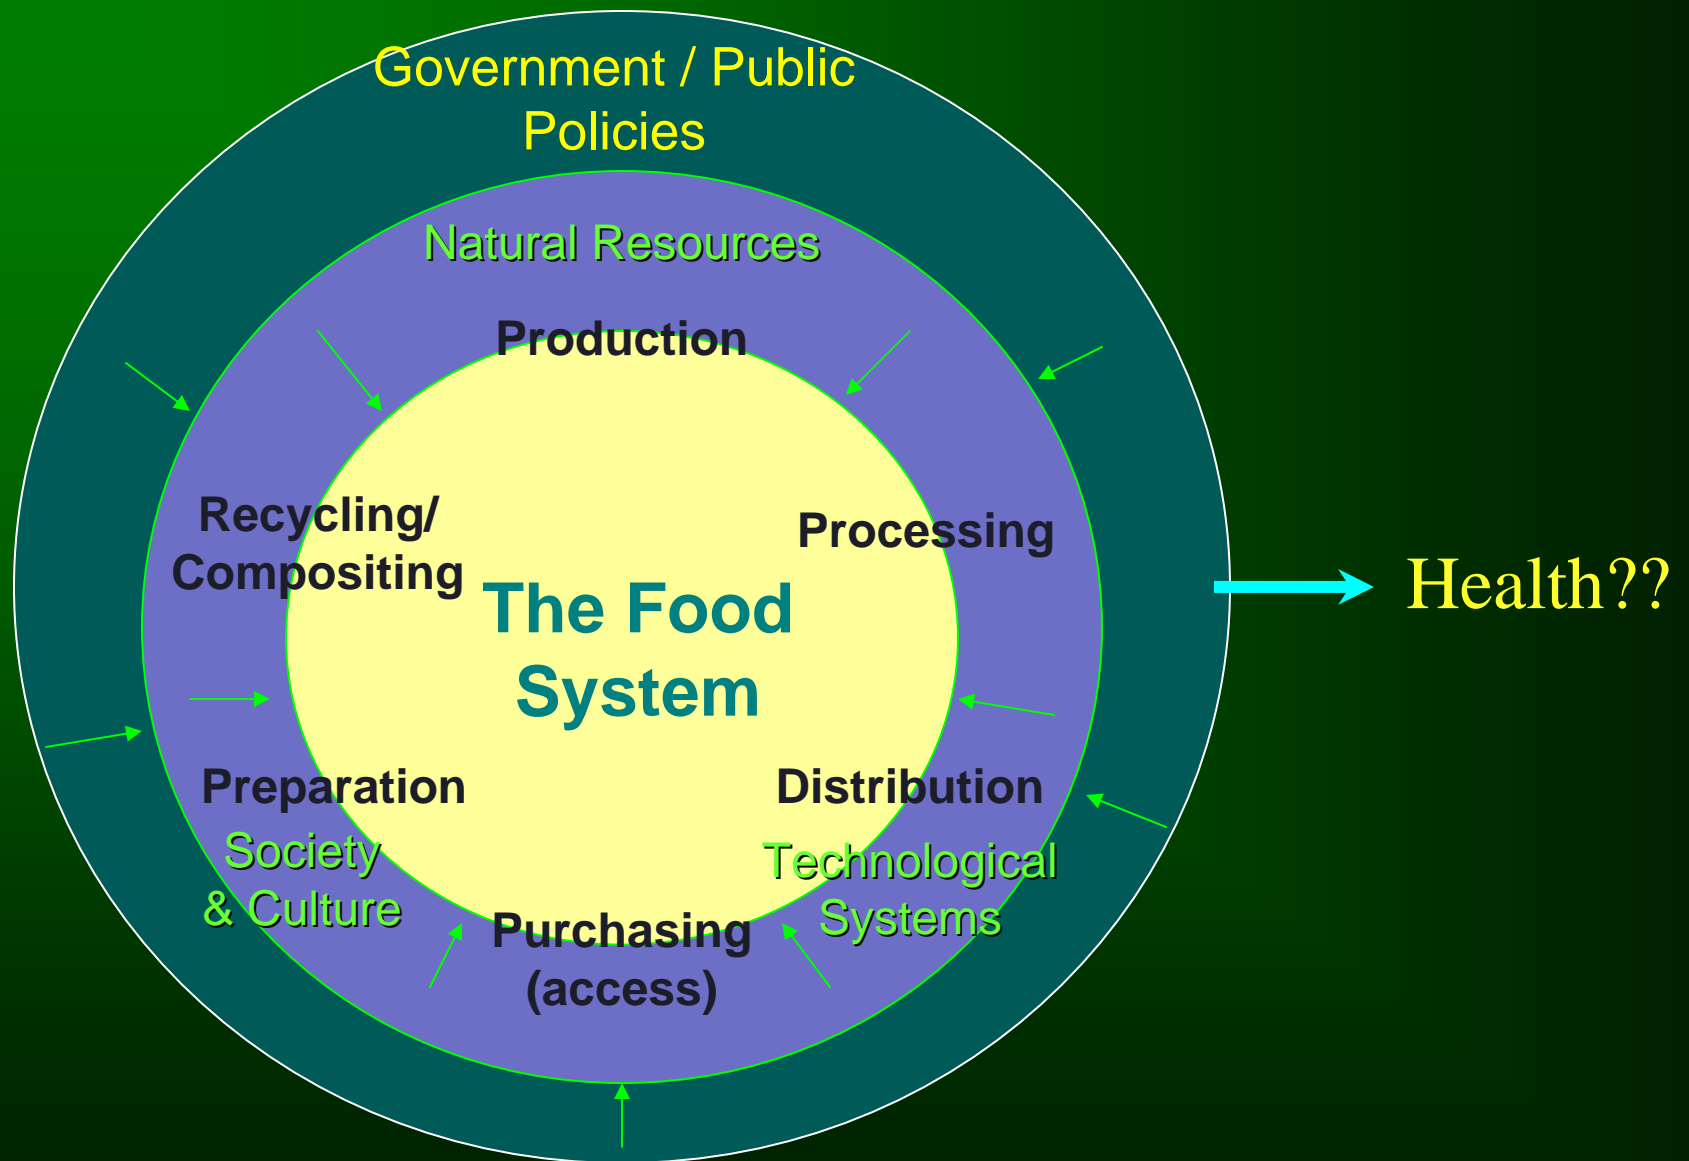 Government / Public
Policies
Natural Resources
Production
Recycling/
Compositing
Processing
The Food
System
Health??
Preparation
Distribution
Society
& Culture
Technological
Systems
Purchasing
(access)